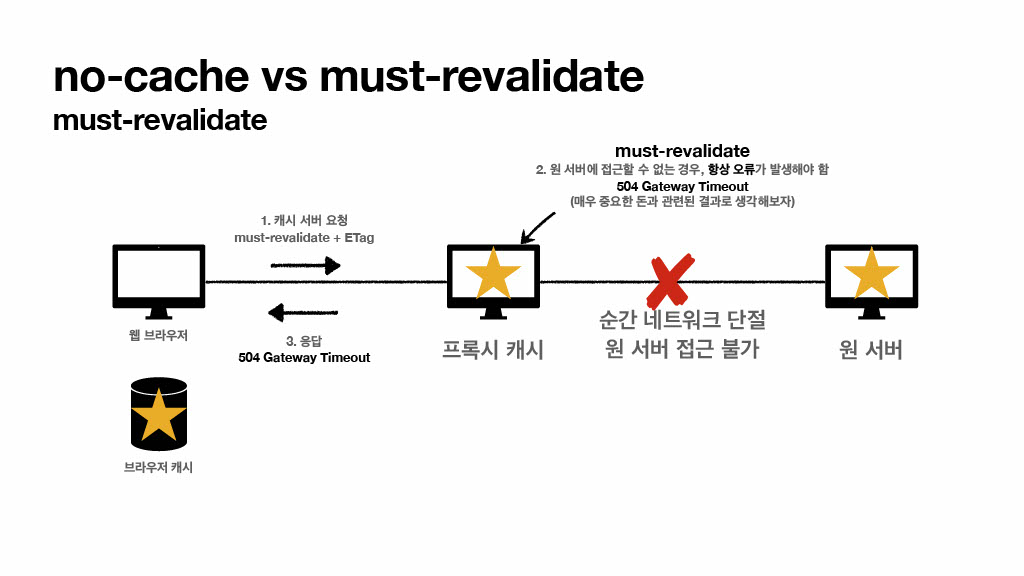 no-cache vs must-revalidate
must-revalidate
must-revalidate
2. 원 서버에 접근할 수 없는 경우, 항상 오류가 발생해야 함
504 Gateway Timeout
(매우 중요한 돈과 관련된 결과로 생각해보자)
1. 캐시 서버 요청
must-revalidate + ETag
웹 브라우저
3. 응답
504 Gateway Timeout
프록시 캐시
순간 네트워크 단절
원 서버 접근 불가
원 서버
브라우저 캐시